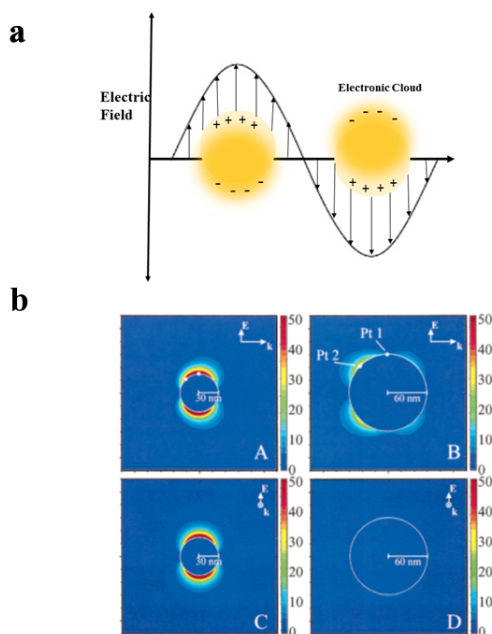 a
Electric
Field
Electronic Cloud
+ + + +
- - - -
- - - -
+ + + +
b
E
k
30 nm
A
50
40
30
20
10
0
E
k
Pt 1
Pt 2
60 nm
B
50
40
30
20
10
0
E
k
30 nm
C
50
40
30
20
10
0
E
k
60 nm
D
50
40
30
20
10
0